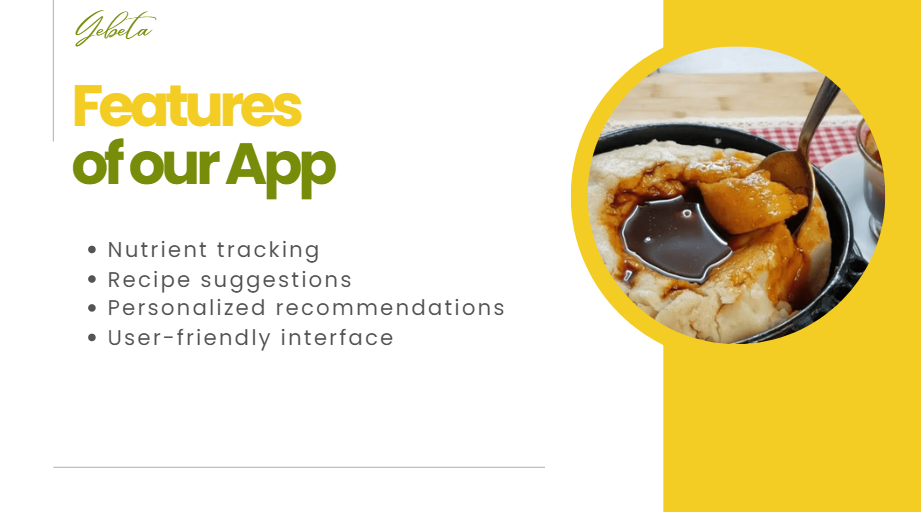 Gebeta
Features
of our App
Nutrient tracking
Recipe suggestions
Personalized recommendations
User-friendly interface